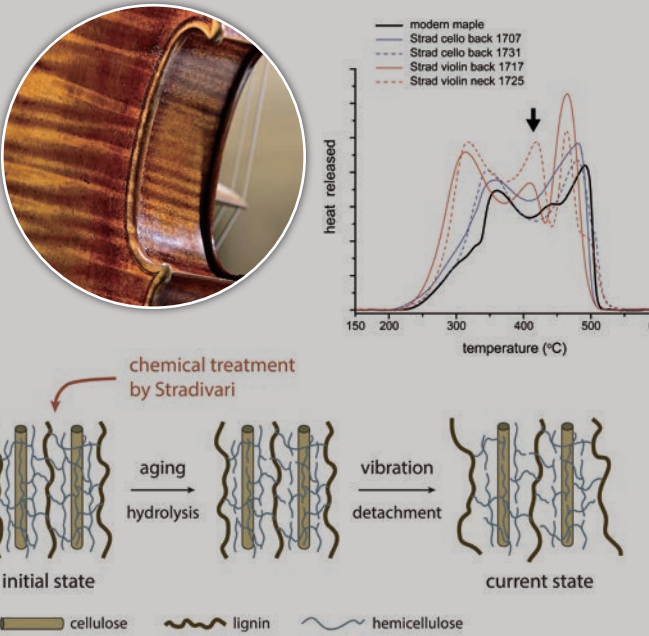 modern maple
Strad cello back 1707
Strad cello back 1731
Strad violin back 1717
Strad violin neck 1725
heat released
150 200 300 400 500
temperature (°C)
chemical treatment
by Stradivari
aging
hydrolysis
vibration
detachment
initial state
current state
cellulose
lignin
hemicellulose